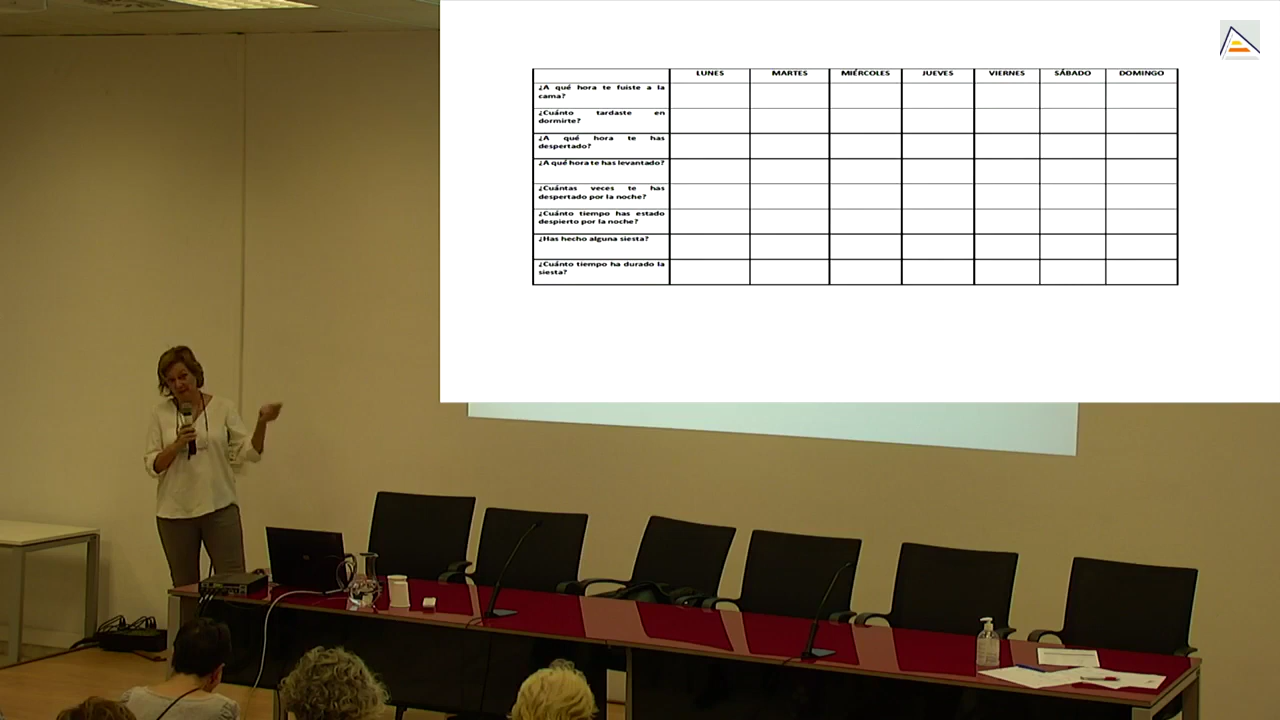 LUNES MARTES MIÉRCOLES JUEVES VIERNES SÁBADO DOMINGO
¿A qué hora te fuiste a la
cama?
¿Cuánto tardaste en
dormirte?
¿A qué hora te has
despertado?
¿A qué hora te has levantado?
¿Cuántas veces te has
despertado por la noche?
¿Cuánto tiempo has estado
despierto por la noche?
¿Has hecho alguna siesta?
¿Cuánto tiempo ha durado la
siesta?